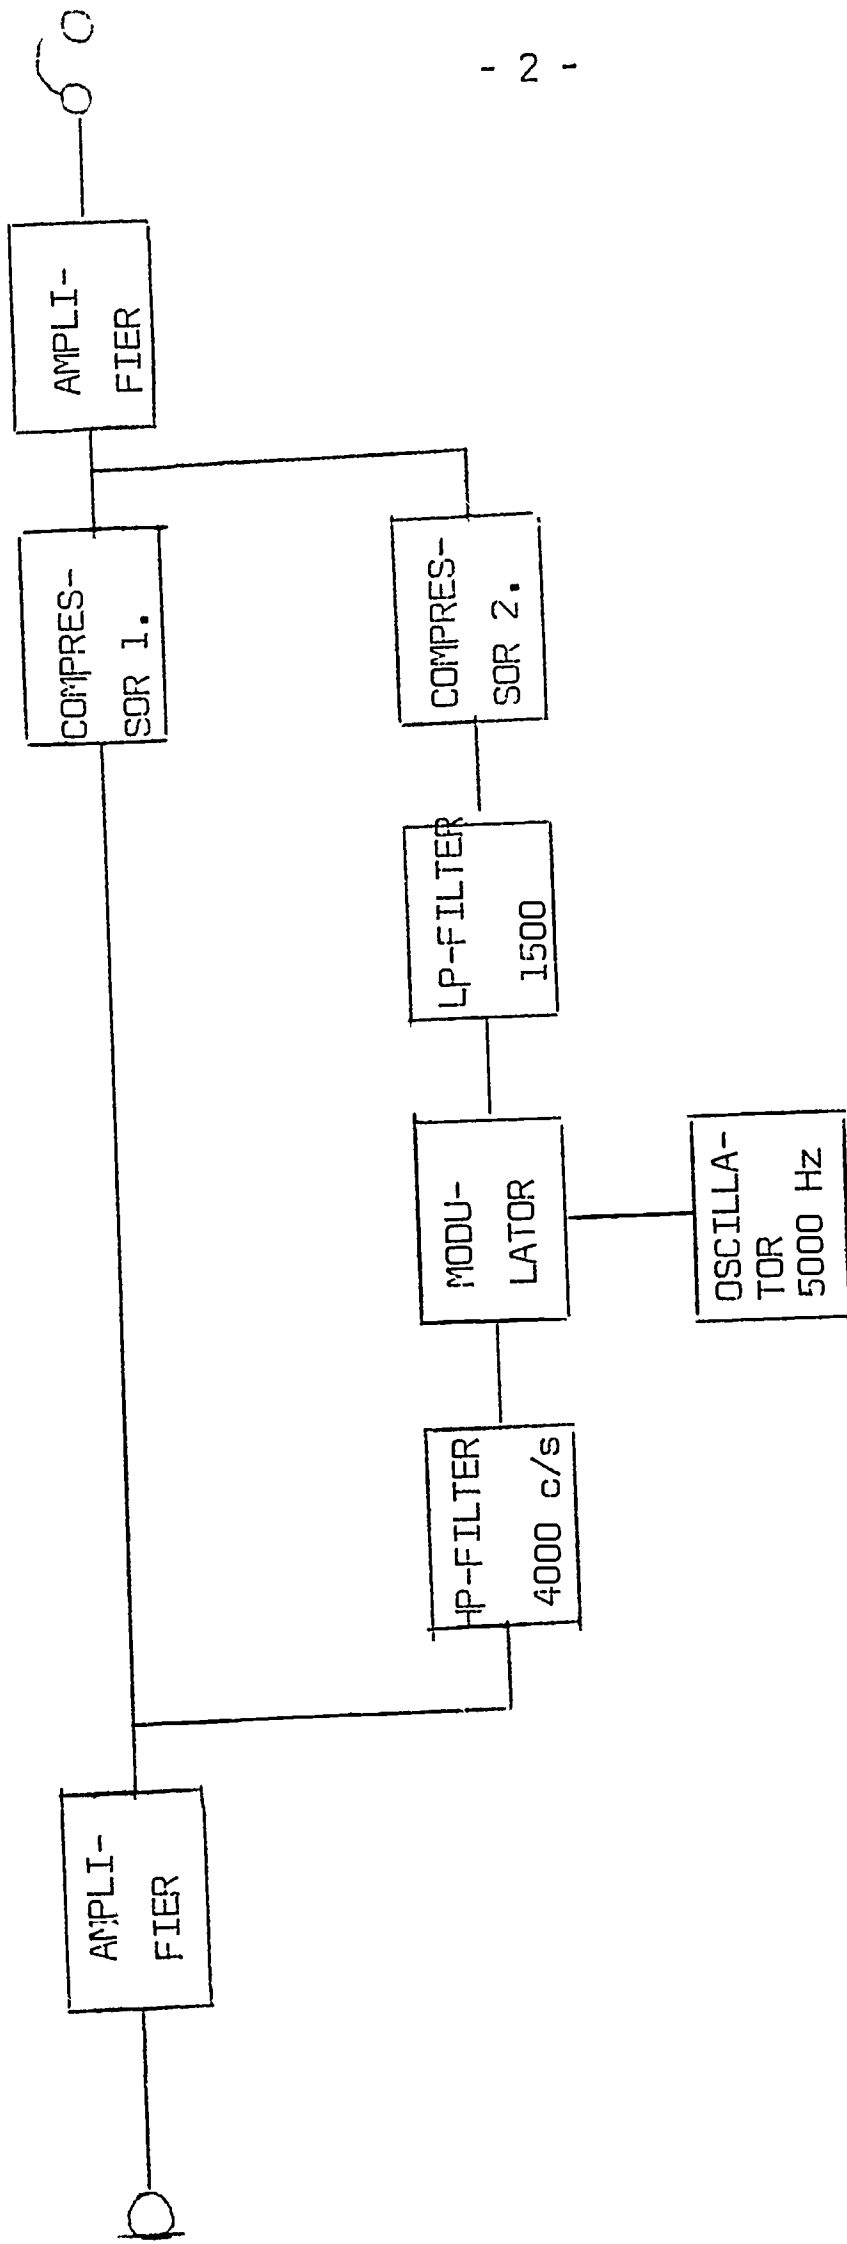 - 2 -
AMPLI-
FIER
COMPRES-
SOR 1.
AMPLI-
FIER
HP-FILTER
4000 c/s
MODU-
LATOR
LP-FILTER
1500
COMPRES-
SOR 2.
OSCILLA-
TOR
5000 Hz